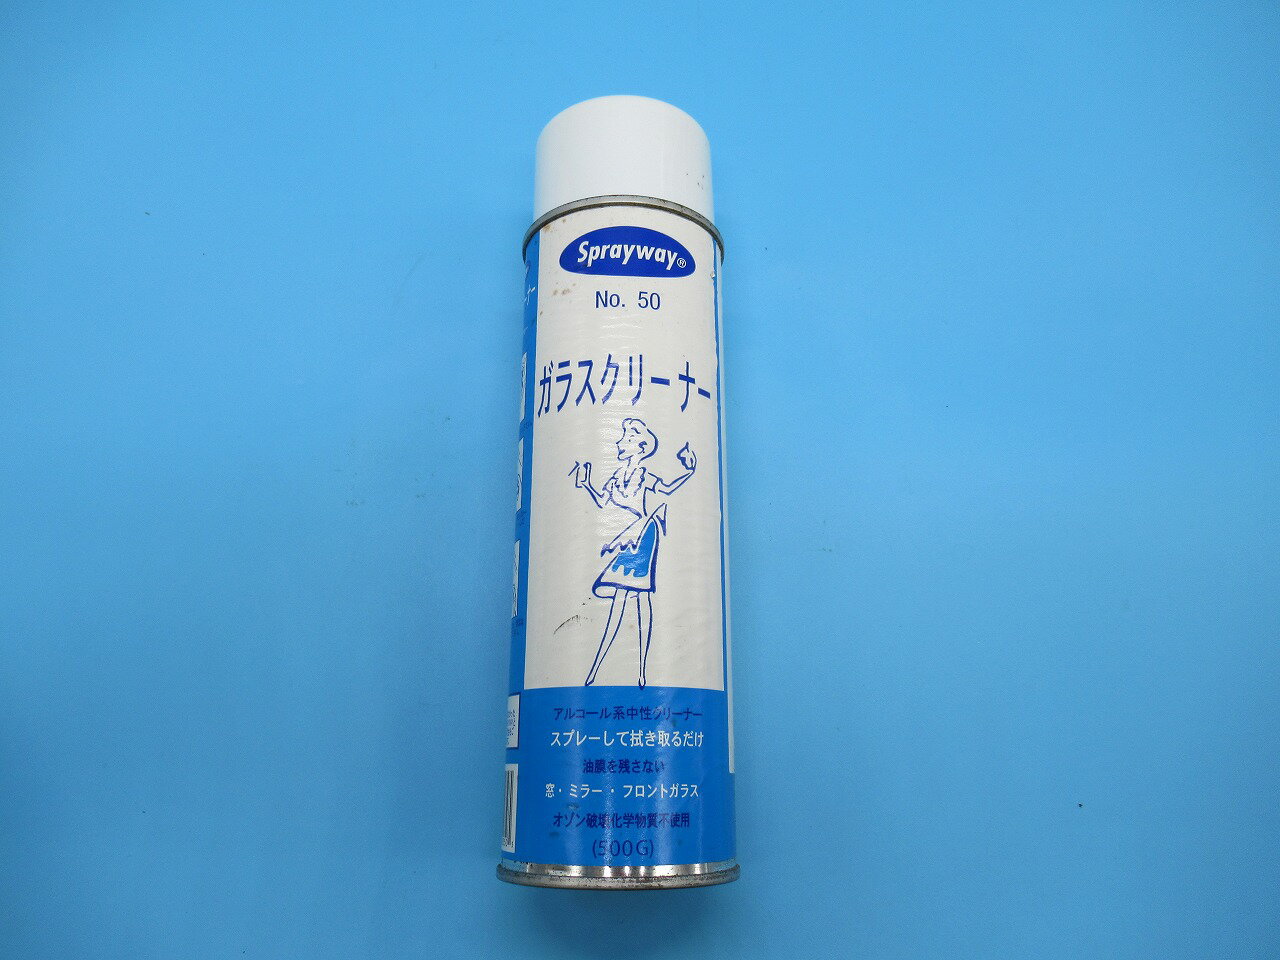 Sprayway®
No. 50
ガラスクリーナー
アルコール系中性クリーナー
スプレーして拭き取るだけ
油膜を残さない
窓・ミラー・フロントガラス
オゾン破壊化学物質不使用
(500G)